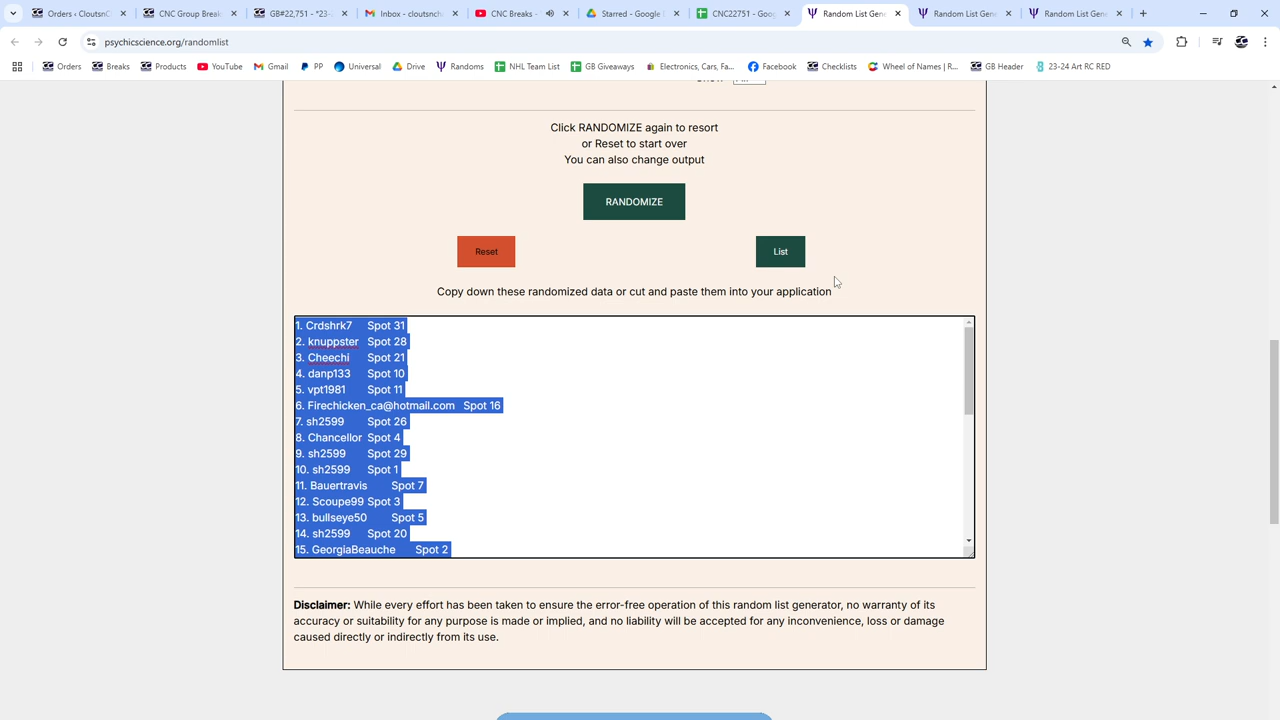 Orders ‹ CloutsnC
CNC Group Break
GB#22,751 - *23-
Inbox - cloutsnch
CNC Breaks -
Starred - Google D
CNC22751 - Goog
Random List Gene
Random List Gene
Random List Gene
psychicscience.org/randomlist
Orders
Breaks
Products
YouTube
Gmail
PP
Universal
Drive
Randoms
NHL Team List
GB Giveaways
Electronics, Cars, Fa...
Facebook
Checklists
Wheel of Names | R...
GB Header
23-24 Art RC RED
Click RANDOMIZE again to resort
or Reset to start over
You can also change output
RANDOMIZE
Reset
List
Copy down these randomized data or cut and paste them into your application
1. Crdshrk7 Spot 31
2. knuppster Spot 28
3. Cheechi Spot 21
4. danp133 Spot 10
5. vpt1981 Spot 11
6. Firechicken_ca@hotmail.com Spot 16
7. sh2599 Spot 26
8. Chancellor Spot 4
9. sh2599 Spot 29
10. sh2599 Spot 1
11. Bauertravis Spot 7
12. Scoupe99 Spot 3
13. bullseye50 Spot 5
14. sh2599 Spot 20
15. GeorgiaBeauche Spot 2
Disclaimer: While every effort has been taken to ensure the error-free operation of this random list generator, no warranty of its
accuracy or suitability for any purpose is made or implied, and no liability will be accepted for any inconvenience, loss or damage
caused directly or indirectly from its use.